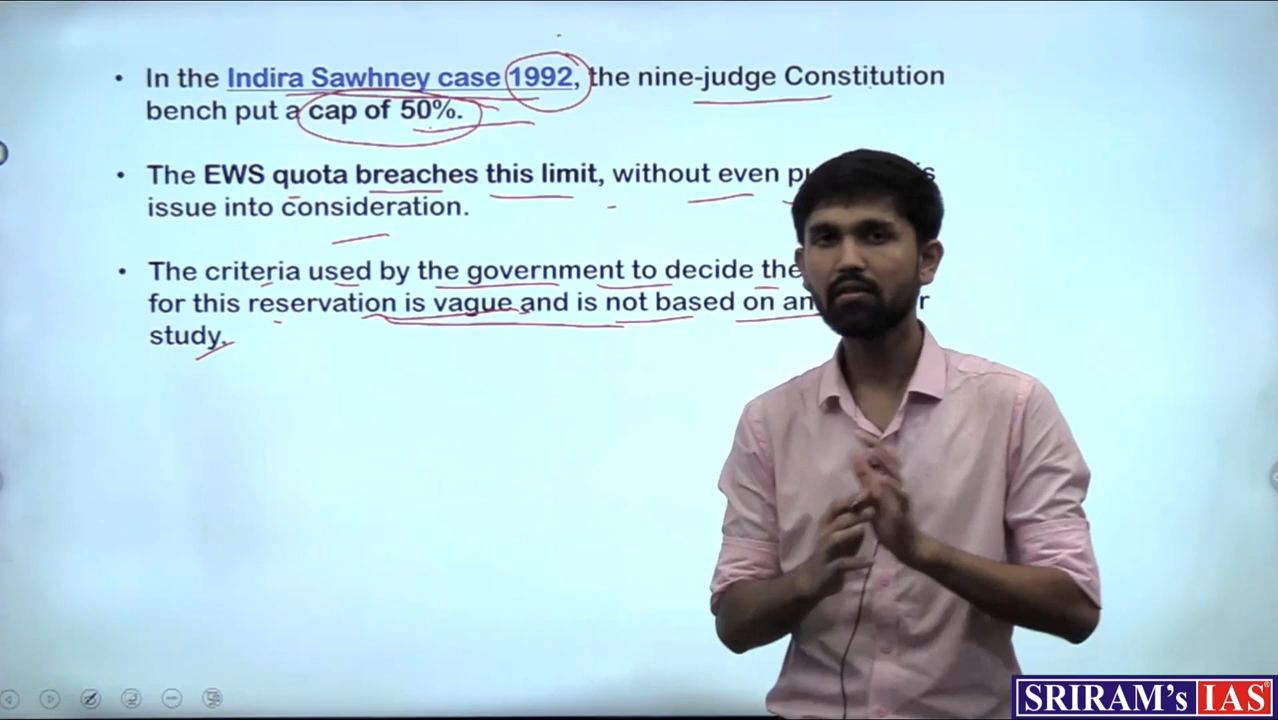 • In the Indira Sawhney case 1992, the nine-judge Constitution
bench put a cap of 50%.
• The EWS quota breaches this limit, without even
issue into consideration.
• The criteria used by the government to decide the
for this reservation is vague and is not based on
study.
SRIRAM's IAS